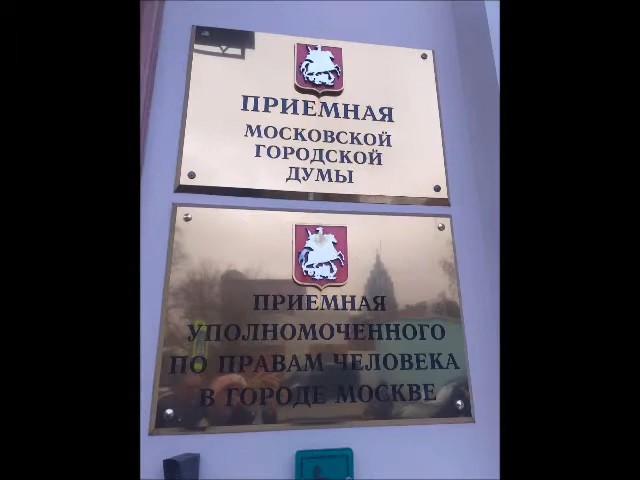 ПРИЕМНАЯ
МОСКОВСКОЙ
ГОРОДСКОЙ
ДУМЫ
ПРИЕМНАЯ
УПОЛНОМОЧЕННОГО
ПО ПРАВАМ ЧЕЛОВЕКА
В ГОРОДЕ МОСКВЕ